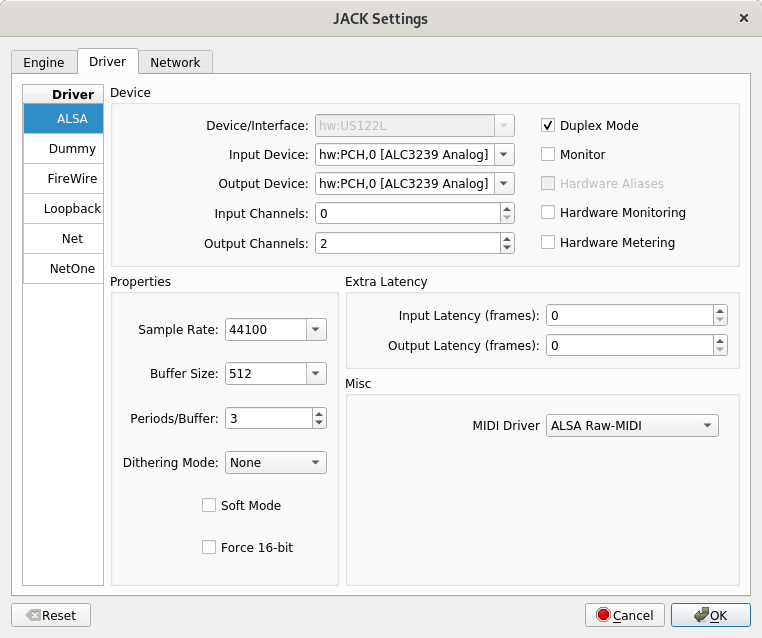 JACK Settings
Engine Driver Network
Driver
ALSA
Dummy
FireWire
Loopback
Net
NetOne
Device
Device/Interface: hw:US122L
Input Device: hw:PCH,0 [ALC3239 Analog]
Output Device: hw:PCH,0 [ALC3239 Analog]
Input Channels: 0
Output Channels: 2
Duplex Mode
Monitor
Hardware Aliases
Hardware Monitoring
Hardware Metering
Properties
Sample Rate: 44100
Buffer Size: 512
Periods/Buffer: 3
Dithering Mode: None
Soft Mode
Force 16-bit
Extra Latency
Input Latency (frames): 0
Output Latency (frames): 0
Misc
MIDI Driver ALSA Raw-MIDI
Reset Cancel OK